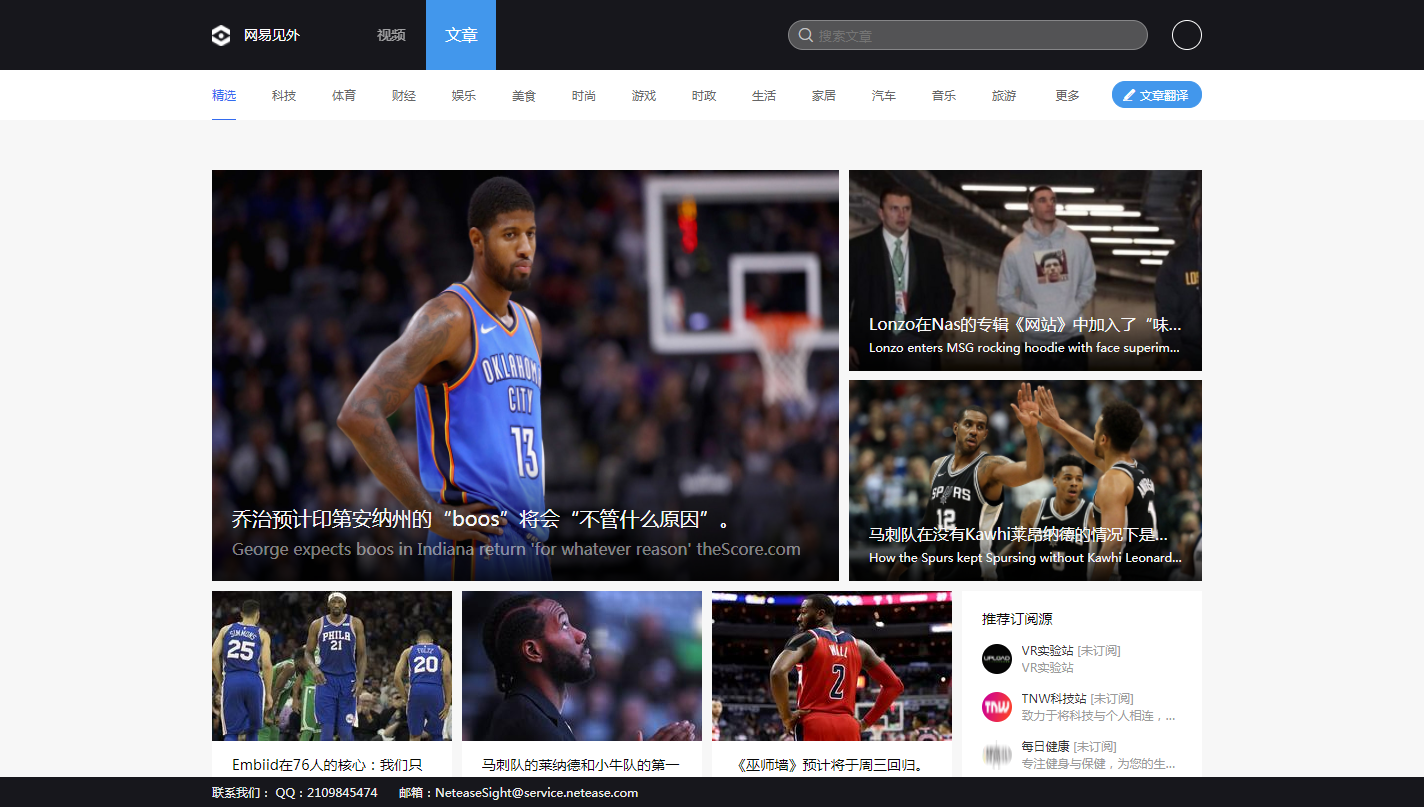 网易见外
视频
文章
搜索文章
精选
科技
体育
财经
娱乐
美食
时尚
游戏
时政
生活
家居
汽车
音乐
旅游
更多
文章翻译
OKLAHOMA
CITY
13
乔治预计印第安纳州的“boos”将会“不管什么原因”。
George expects boos in Indiana return 'for whatever reason' theScore.com
Lonzo在Nas的专辑《网站》中加入了“味...
Lonzo enters MSG rocking hoodie with face superim...
SPURS
12
马刺队在没有Kawhi莱昂纳德的情况下是...
How the Spurs kept Spursing without Kawhi Leonard...
SIMMONS
25
PHILA
21
20
Embiid在76人的核心：我们只
马刺队的莱纳德和小牛队的第一
WALL
2
《巫师墙》预计将于周三回归。
推荐订阅源
UPLOAD
VR实验站 [未订阅]
VR实验站
TNW
TNW科技站 [未订阅]
致力于将科技与个人相连，...
每日健康 [未订阅]
专注健身与保健，为您的生...
联系我们： QQ：2109845474 邮箱：NeteaseSight@service.netease.com